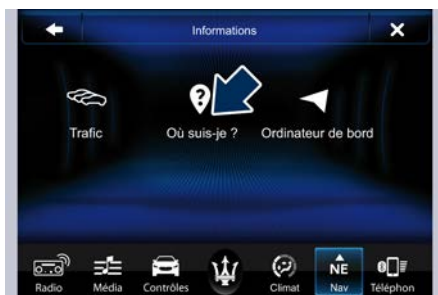 Informations
Trafic
Où suis-je ?
Ordinateur de bord
NE
Radio
Média
Contrôles
Climat
Nav
Téléphon